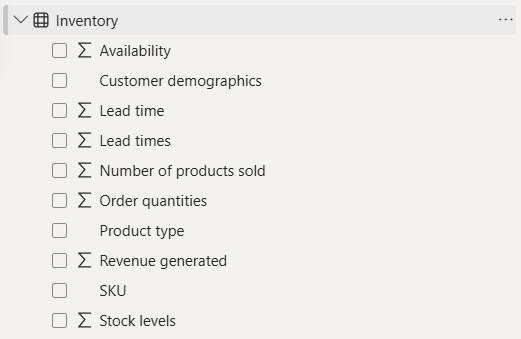 Inventory
Availability
Customer demographics
Lead time
Lead times
Number of products sold
Order quantities
Product type
Revenue generated
SKU
Stock levels